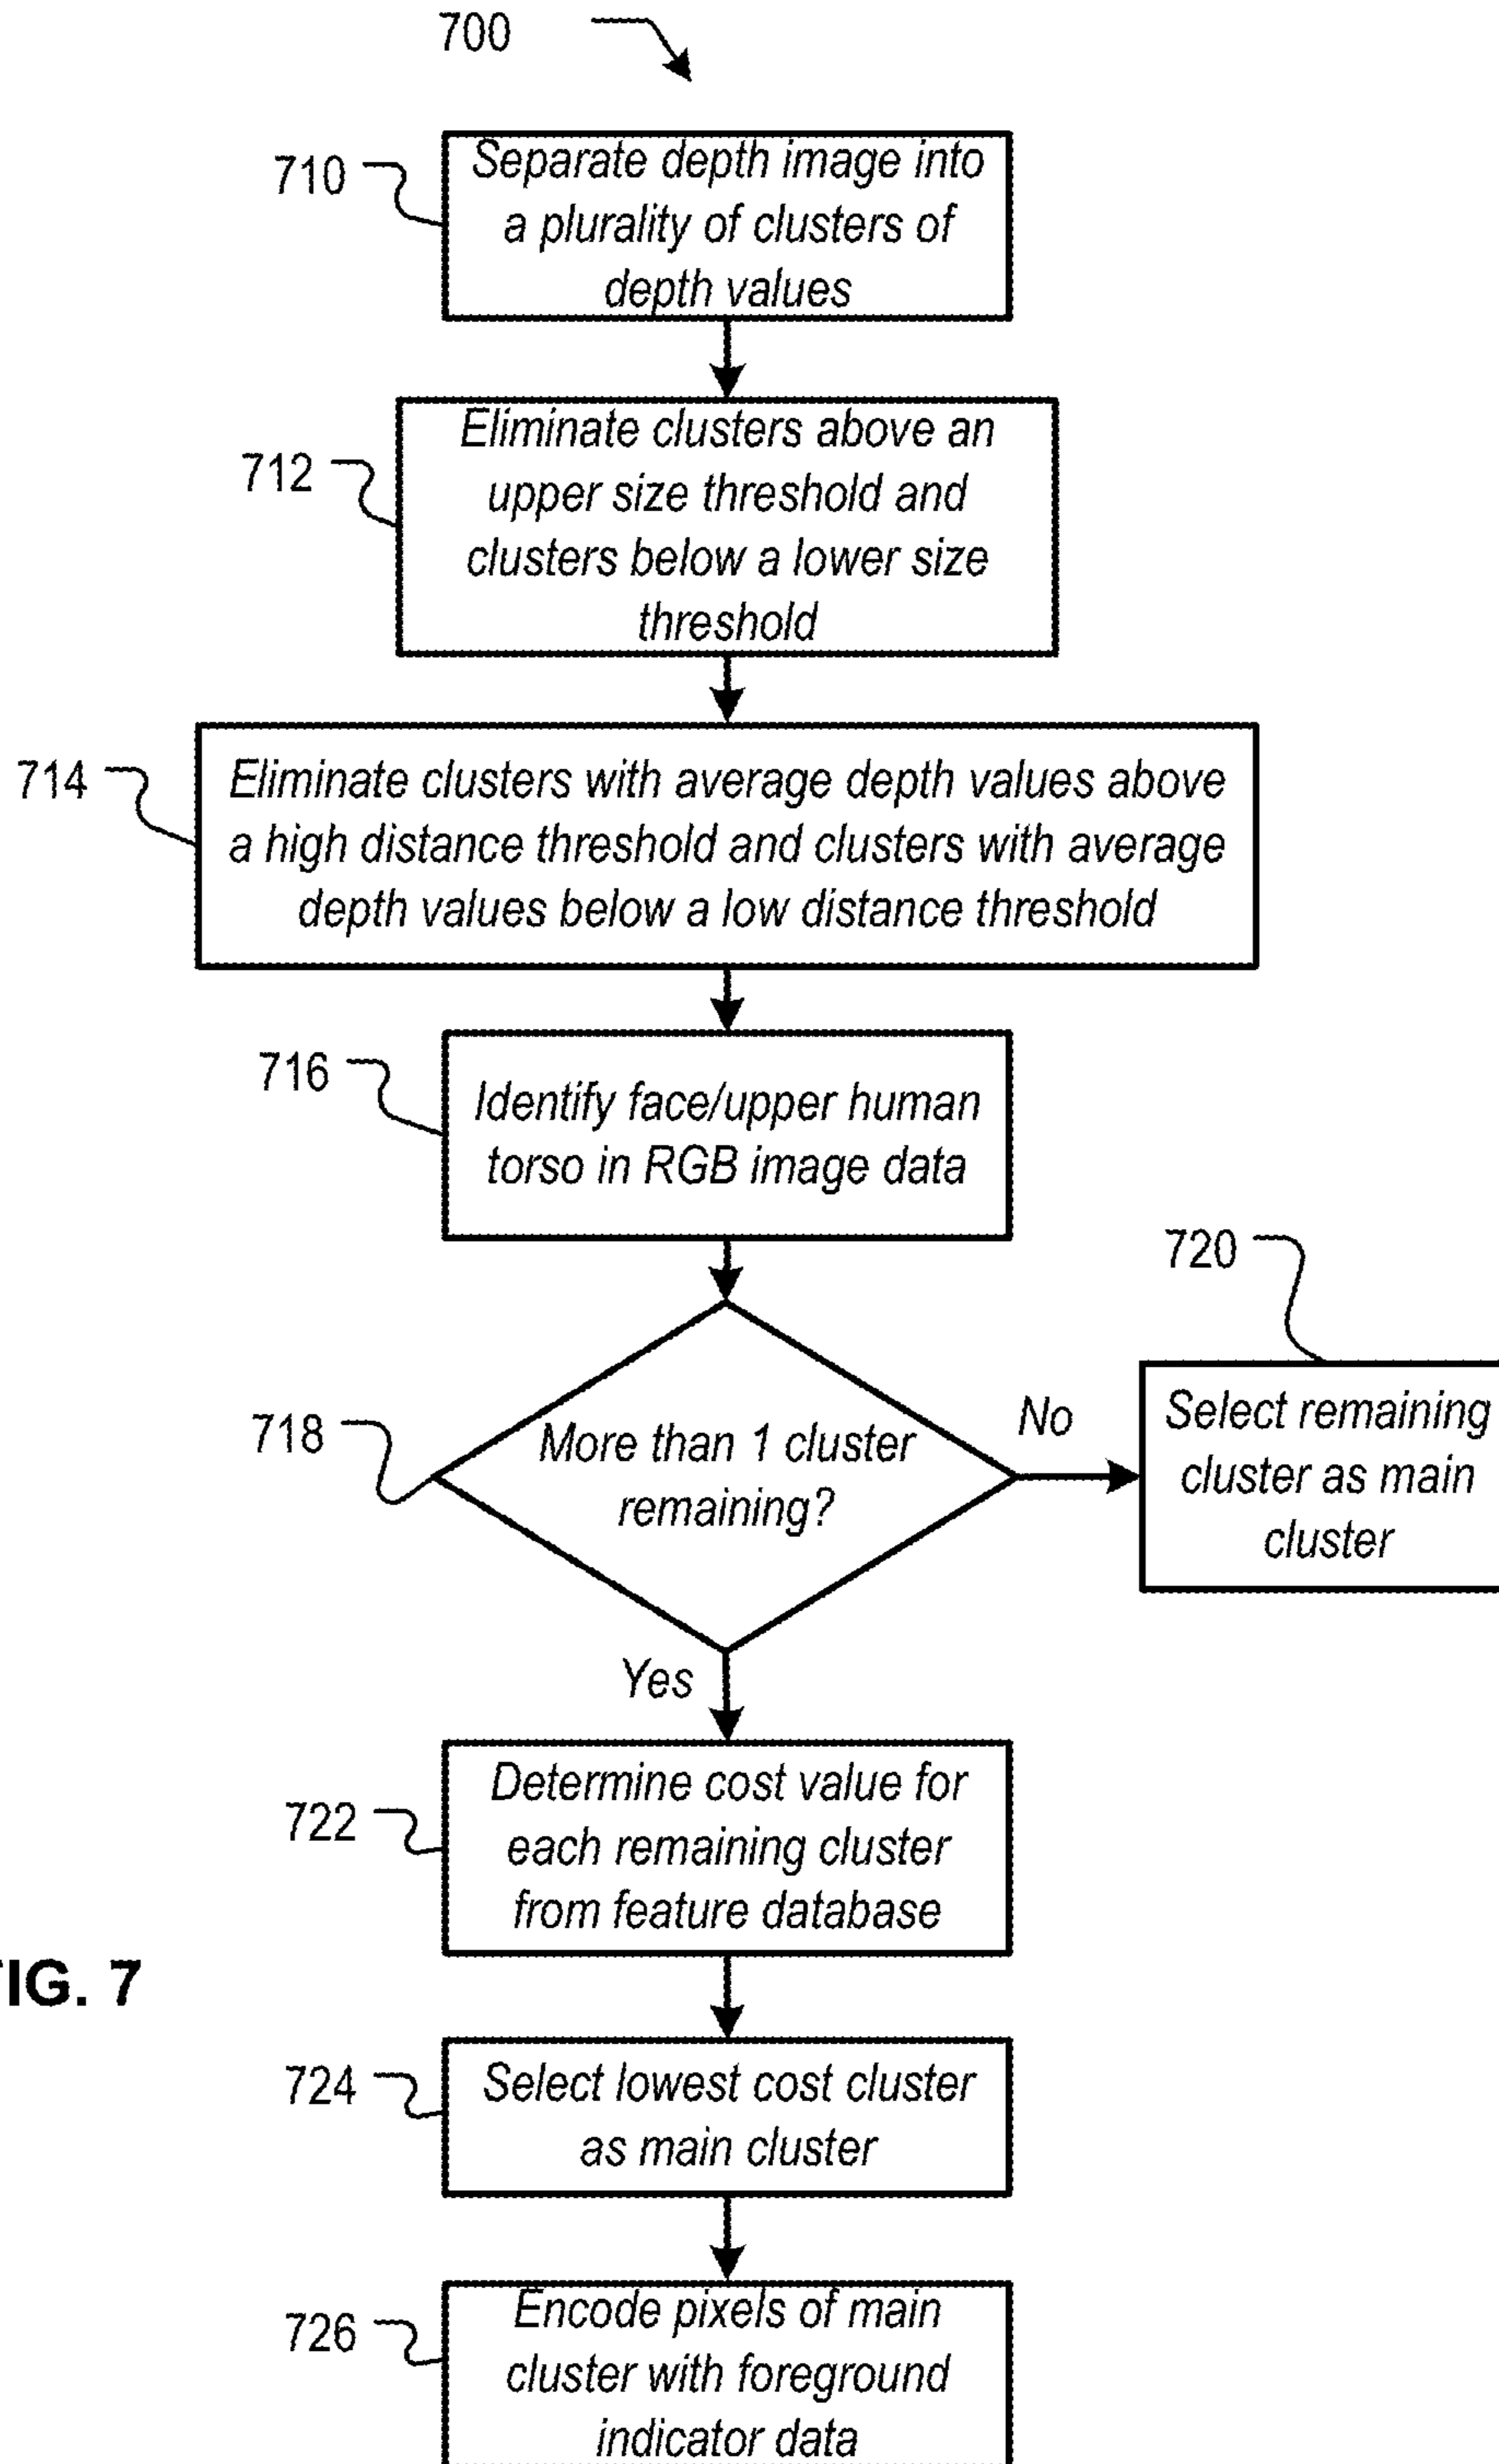 700
710
Separate depth image into
a plurality of clusters of
depth values
712
Eliminate clusters above an
upper size threshold and
clusters below a lower size
threshold
714
Eliminate clusters with average depth values above
a high distance threshold and clusters with average
depth values below a low distance threshold
716
Identify face/upper human
torso in RGB image data
718
More than 1 cluster
remaining?
No
720
Select remaining
cluster as main
cluster
Yes
722
Determine cost value for
each remaining cluster
from feature database
IG. 7
724
Select lowest cost cluster
as main cluster
726
Encode pixels of main
cluster with foreground
indicator data